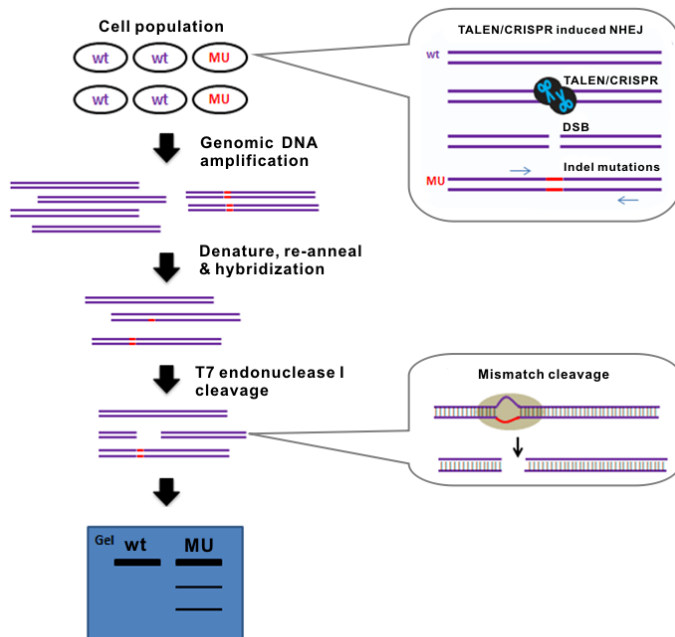 Cell population
wt wt MU
wt wt MU
Genomic DNA
amplification
Denature, re-anneal
& hybridization
T7 endonuclease I
cleavage
Gel wt MU
TALEN/CRISPR induced NHEJ
wt
TALEN/CRISPR
DSB
Indel mutations
MU
Mismatch cleavage